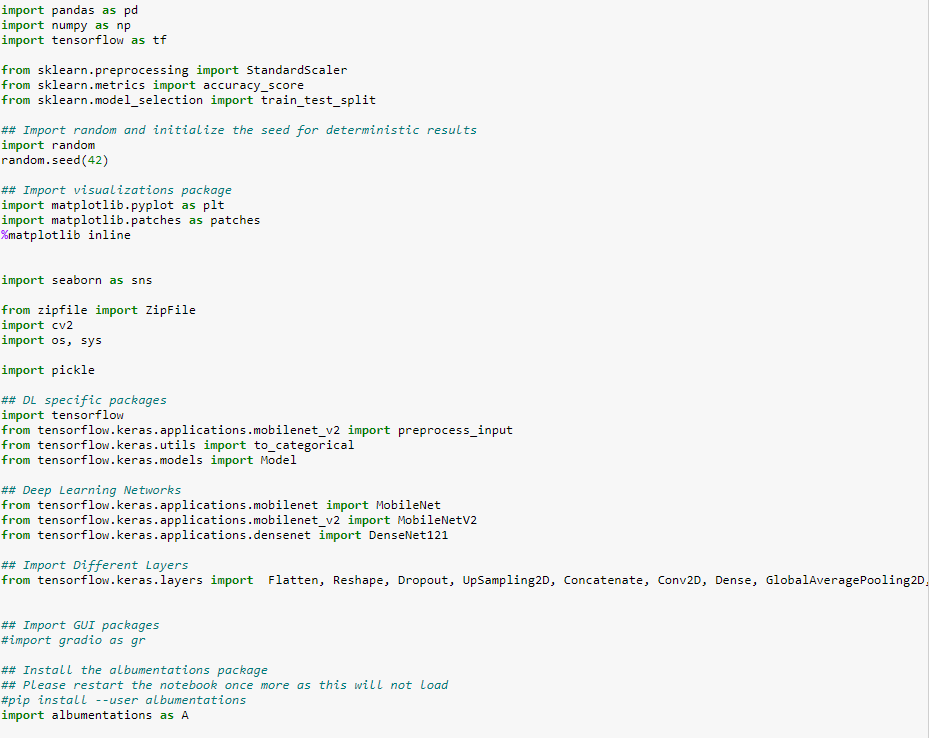 import pandas as pd
import numpy as np
import tensorflow as tf
from sklearn.preprocessing import StandardScaler
from sklearn.metrics import accuracy_score
from sklearn.model_selection import train_test_split
## Import random and initialize the seed for deterministic results
import random
random.seed(42)
## Import visualizations package
import matplotlib.pyplot as plt
import matplotlib.patches as patches
%matplotlib inline
import seaborn as sns
from zipfile import ZipFile
import cv2
import os, sys
import pickle
## DL specific packages
import tensorflow
from tensorflow.keras.applications.mobilenet_v2 import preprocess_input
from tensorflow.keras.utils import to_categorical
from tensorflow.keras.models import Model
## Deep Learning Networks
from tensorflow.keras.applications.mobilenet import MobileNet
from tensorflow.keras.applications.mobilenet_v2 import MobileNetV2
from tensorflow.keras.applications.densenet import DenseNet121
## Import Different Layers
from tensorflow.keras.layers import  Flatten, Reshape, Dropout, UpSampling2D, Concatenate, Conv2D, Dense, GlobalAveragePooling2D,
## Import GUI packages
#import gradio as gr
## Install the albumentations package
## Please restart the notebook once more as this will not load
#pip install --user albumentations
import albumentations as A